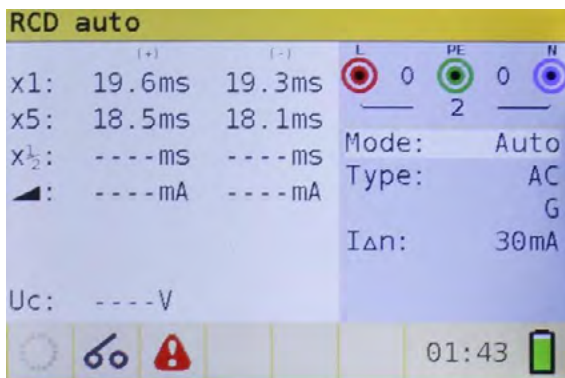 RCD auto
(+) (-)
x1: 19.6ms 19.3ms
x5: 18.5ms 18.1ms
x½: ----ms ----ms
◢: ----mA ----mA
Uc: ----V
L PE N
0 0
2
Mode: Auto
Type: AC
G
I∆n: 30mA
01:43